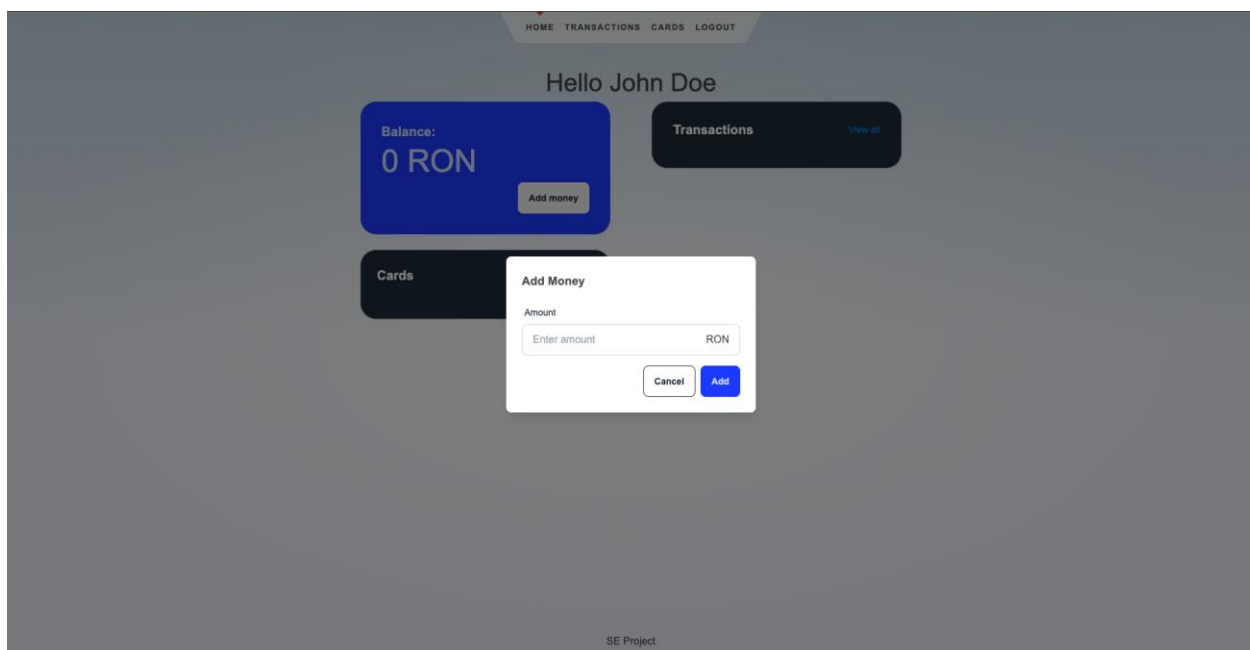 HOME TRANSACTIONS CARDS LOGOUT
Hello John Doe
Balance:
0 RON
Add money
Transactions
View all
Cards
Add Money
Amount
Enter amount
RON
Cancel
Add
SE Project